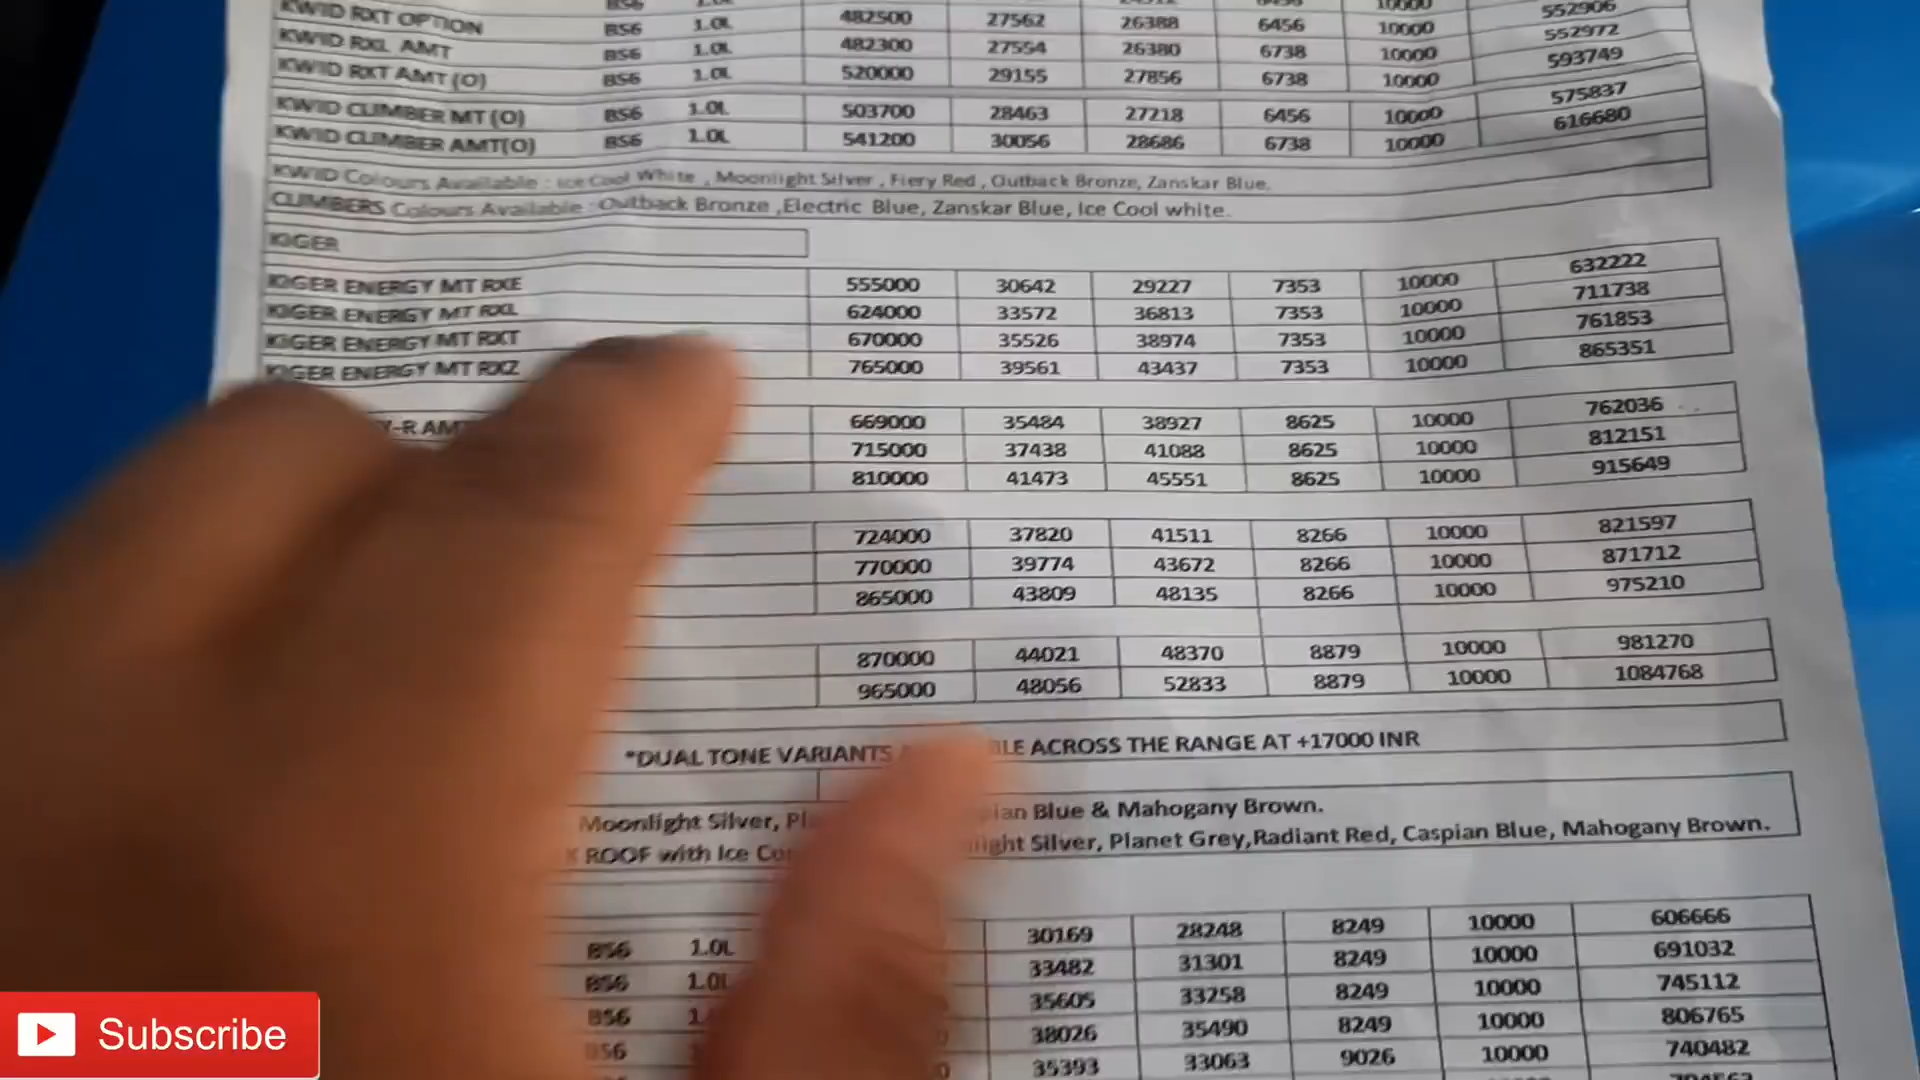 BS6 1.0L 10000
KWID RXT OPTION BS6 1.0L 482500 27562 26388 6456 10000 552906
KWID RXL AMT BS6 1.0L 482300 27554 26380 6738 10000 552972
KWID RXT AMT (O) BS6 1.0L 520000 29155 27856 6738 10000 593749
KWID CLIMBER MT (O) BS6 1.0L 503700 28463 27218 6456 10000 575837
KWID CLIMBER AMT(O) BS6 1.0L 541200 30056 28686 6738 10000 616680
KWID Colours Available : Ice Cool White , Moonlight Silver , Fiery Red , Outback Bronze, Zanskar Blue.
CLIMBERS Colours Available : Outback Bronze ,Electric Blue, Zanskar Blue, Ice Cool white.
KIGER
KIGER ENERGY MT RXE 555000 30642 29227 7353 10000 632222
KIGER ENERGY MT RXL 624000 33572 36813 7353 10000 711738
KIGER ENERGY MT RXT 670000 35526 38974 7353 10000 761853
KIGER ENERGY MT RXZ 765000 39561 43437 7353 10000 865351
Y-R AMT 669000 35484 38927 8625 10000 762036
715000 37438 41088 8625 10000 812151
810000 41473 45551 8625 10000 915649
724000 37820 41511 8266 10000 821597
770000 39774 43672 8266 10000 871712
865000 43809 48135 8266 10000 975210
870000 44021 48370 8879 10000 981270
965000 48056 52833 8879 10000 1084768
*DUAL TONE VARIANTS ACROSS THE RANGE AT +17000 INR
Moonlight Silver, Blue & Mahogany Brown.
ROOF with Ice Silver, Planet Grey,Radiant Red, Caspian Blue, Mahogany Brown.
BS6 1.0L 30169 28248 8249 10000 606666
BS6 1.0L 33482 31301 8249 10000 691032
BS6 35605 33258 8249 10000 745112
BS6 38026 35490 8249 10000 806765
35393 33063 9026 10000 740482
Subscribe